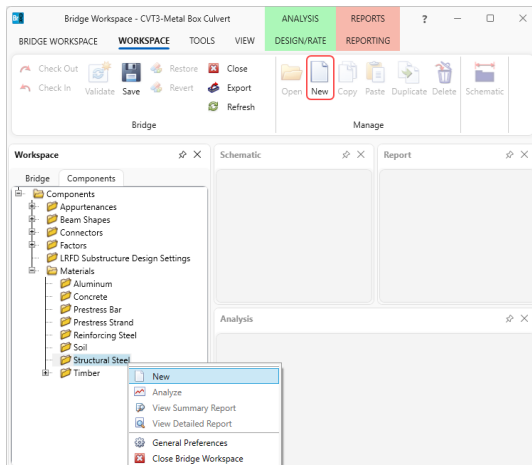 Br Bridge Workspace - CVT3-Metal Box Culvert ANALYSIS REPORTS ?
BRIDGE WORKSPACE WORKSPACE TOOLS VIEW DESIGN/RATE REPORTING
Check Out Validate Save Restore Close Open New Copy Paste Duplicate Delete Schematic
Check In Revert Export
Refresh
Bridge Manage
Workspace Schematic Report
Bridge Components
Components
Appurtenances
Beam Shapes
Connectors
Factors
LRFD Substructure Design Settings
Materials
Aluminum
Concrete
Prestress Bar
Prestress Strand
Analysis
Reinforcing Steel
Soil
Structural Steel
Timber
New
Analyze
View Summary Report
View Detailed Report
General Preferences
Close Bridge Workspace